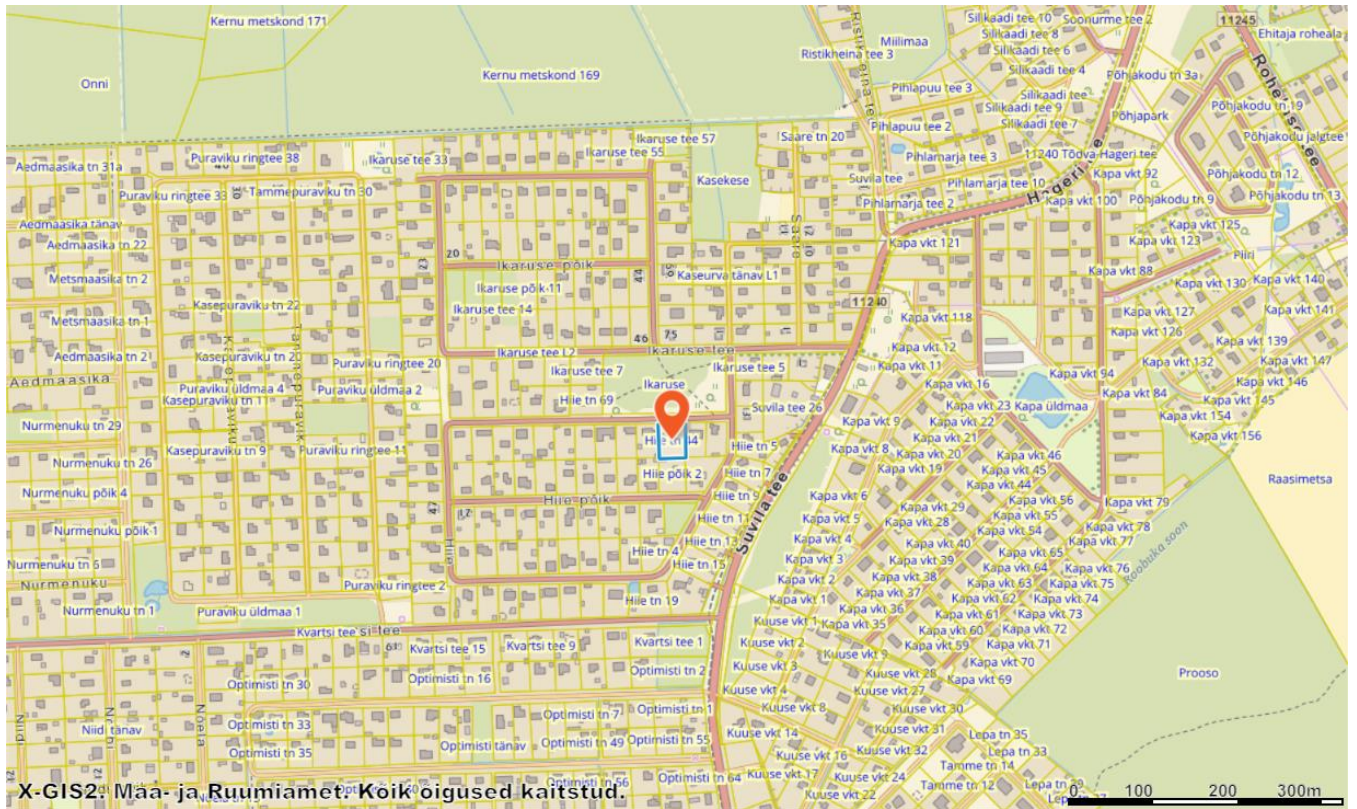 Kernu metskond 171
Silikaadi tee 10
Soonurme tee 2
11245
Miilimaa
Silikaadi tee 8
Ehitaja roheala
Ristikheina tee 3
Silikaadi tee 6
Kernu metskond 169
Onni
Silikaadi tee 4
Põhjakodu tn 3a
Pihlapuu tee 3
Silikaadi tee
Silikaadi tee 9
Põhjakodu tn 19
Silikaadi tee 7
Põhjapark
Ikaruse tee 57
Saare tn 20
Pihlapuu tee 2
Põhjakodu jalgtee
Ikaruse tee 55
Puraviku ringtee 38
Ikaruse tee 33
Pihlamarja tee 3
11240 Tõdva-Hageri tee
Aedmaasika tn 31a
Kasekese
Suvila tee
Kapa vkt 92
Põhjakodu tn 12
Puraviku ringtee 33
Tammepuraviku tn 30
Pihlamarja tee 10
Põhjakodu tn 13
Pihlamarja tee 2
Kapa vkt 100
Põhjakodu tn 9
Aedmaasika tänav
Kapa vkt 125
Aedmaasika tn 22
Kapa vkt 121
Kapa vkt 123
20
Piiri
Ikaruse põik
Kapa vkt 88
Metsmaasika tn 2
23
44
Kaseurva tänav L1
Kapa vkt 130
Kapa vkt 140
Ikaruse põik 11
11240
Kasepuraviku tn 22
Ikaruse tee 14
Kapa vkt 118
Kapa vkt 127
Kapa vkt 141
Metsmaasika tn 1
Kapa vkt 126
46
75
Kapa vkt 139
Aedmaasika tn 21
Kasepuraviku tn 20
Ikaruse tee L2
Ikaruse tee
Kapa vkt 12
Puraviku ringtee 20
Kapa vkt 132
Kapa vkt 147
Kapa vkt 11
Ikaruse tee 7
Ikaruse tee 5
Kapa vkt 94
Aedmaasika
Kapa vkt 16
Kapa vkt 146
Puraviku üldmaa 4
Puraviku üldmaa 2
Ikaruse
Kapa vkt 84
Kapa vkt 145
Kasepuraviku tn 11
Hiie tn 69
Suvila tee 26
Kapa vkt 23
Kapa üldmaa
Kapa vkt 154
Nurmenuku tn 29
Kapa vkt 9
Kapa vkt 22
Kapa vkt 156
Hiie tn 44
Kapa vkt 21
Kasepuraviku tn 9
Puraviku ringtee 11
Hiie tn 5
Kapa vkt 8
Kapa vkt 20
Kapa vkt 46
Nurmenuku tn 26
Hiie põik 2
Hiie tn 7
Kapa vkt 19
Kapa vkt 45
Raasimetsa
Kapa vkt 44
Nurmenuku põik 4
Hiie põik
Hiie tn 9
Kapa vkt 6
Kapa vkt 56
Kapa vkt 79
Kapa vkt 29
Kapa vkt 55
17
Hiie tn 11
Kapa vkt 5
Kapa vkt 28
Kapa vkt 54
Kapa vkt 78
Nurmenuku põik 1
Suvila tee
Kapa vkt 4
Kapa vkt 40
Kapa vkt 77
Hiie tn 13
Kapa vkt 65
Hiie tn 4
Kapa vkt 3
Kapa vkt 39
Kapa vkt 64
Kapa vkt 76
Roobuka soon
Nurmenuku tn 6
Hiie
Hiie tn 15
Kapa vkt 38
Kapa vkt 63
Kapa vkt 75
Nurmenuku
Puraviku ringtee 2
Kapa vkt 2
Kapa vkt 37
Kapa vkt 62
Kapa vkt 74
Nurmenuku tn 1
Puraviku üldmaa 1
Hiie tn 19
Kapa vkt 1
Kapa vkt 36
Kapa vkt 61
Kapa vkt 73
Kuuse vkt 1
Kapa vkt 35
Kapa vkt 60
Kapa vkt 72
Kvartsi tee
Kvartsi tee 15
Kvartsi tee 9
Kvartsi tee 1
Kuuse vkt 2
Kapa vkt 59
Kapa vkt 71
Kuuse vkt 9
Kapa vkt 70
Kuuse vkt 3
Kuuse vkt 28
Kapa vkt 69
Prooso
Optimisti tn 30
Optimisti tn 16
Optimisti tn 2
Kuuse vkt 4
Kuuse vkt 27
Kuuse vkt 8
Kuuse vkt 30
Optimisti tn 33
Optimisti tn 7
Optimisti tn 1
Niidi tänav
Kuuse vkt 14
Kuuse vkt 31
Lepa tn 35
Optimisti tn 35
Optimisti tänav
Optimisti tn 49
Optimisti tn 55
Kuuse vkt 16
Kuuse vkt 32
Lepa tn 33
Tamme tn 14
Optimisti tn 56
Optimisti tn 64
Kuuse vkt 17
Kuuse vkt 24
Tamme tn 12
Kuuse vkt 22
X-GIS2: Maa- ja Ruumiamet. Kõik õigused kaitstud.
0 100 200 300m